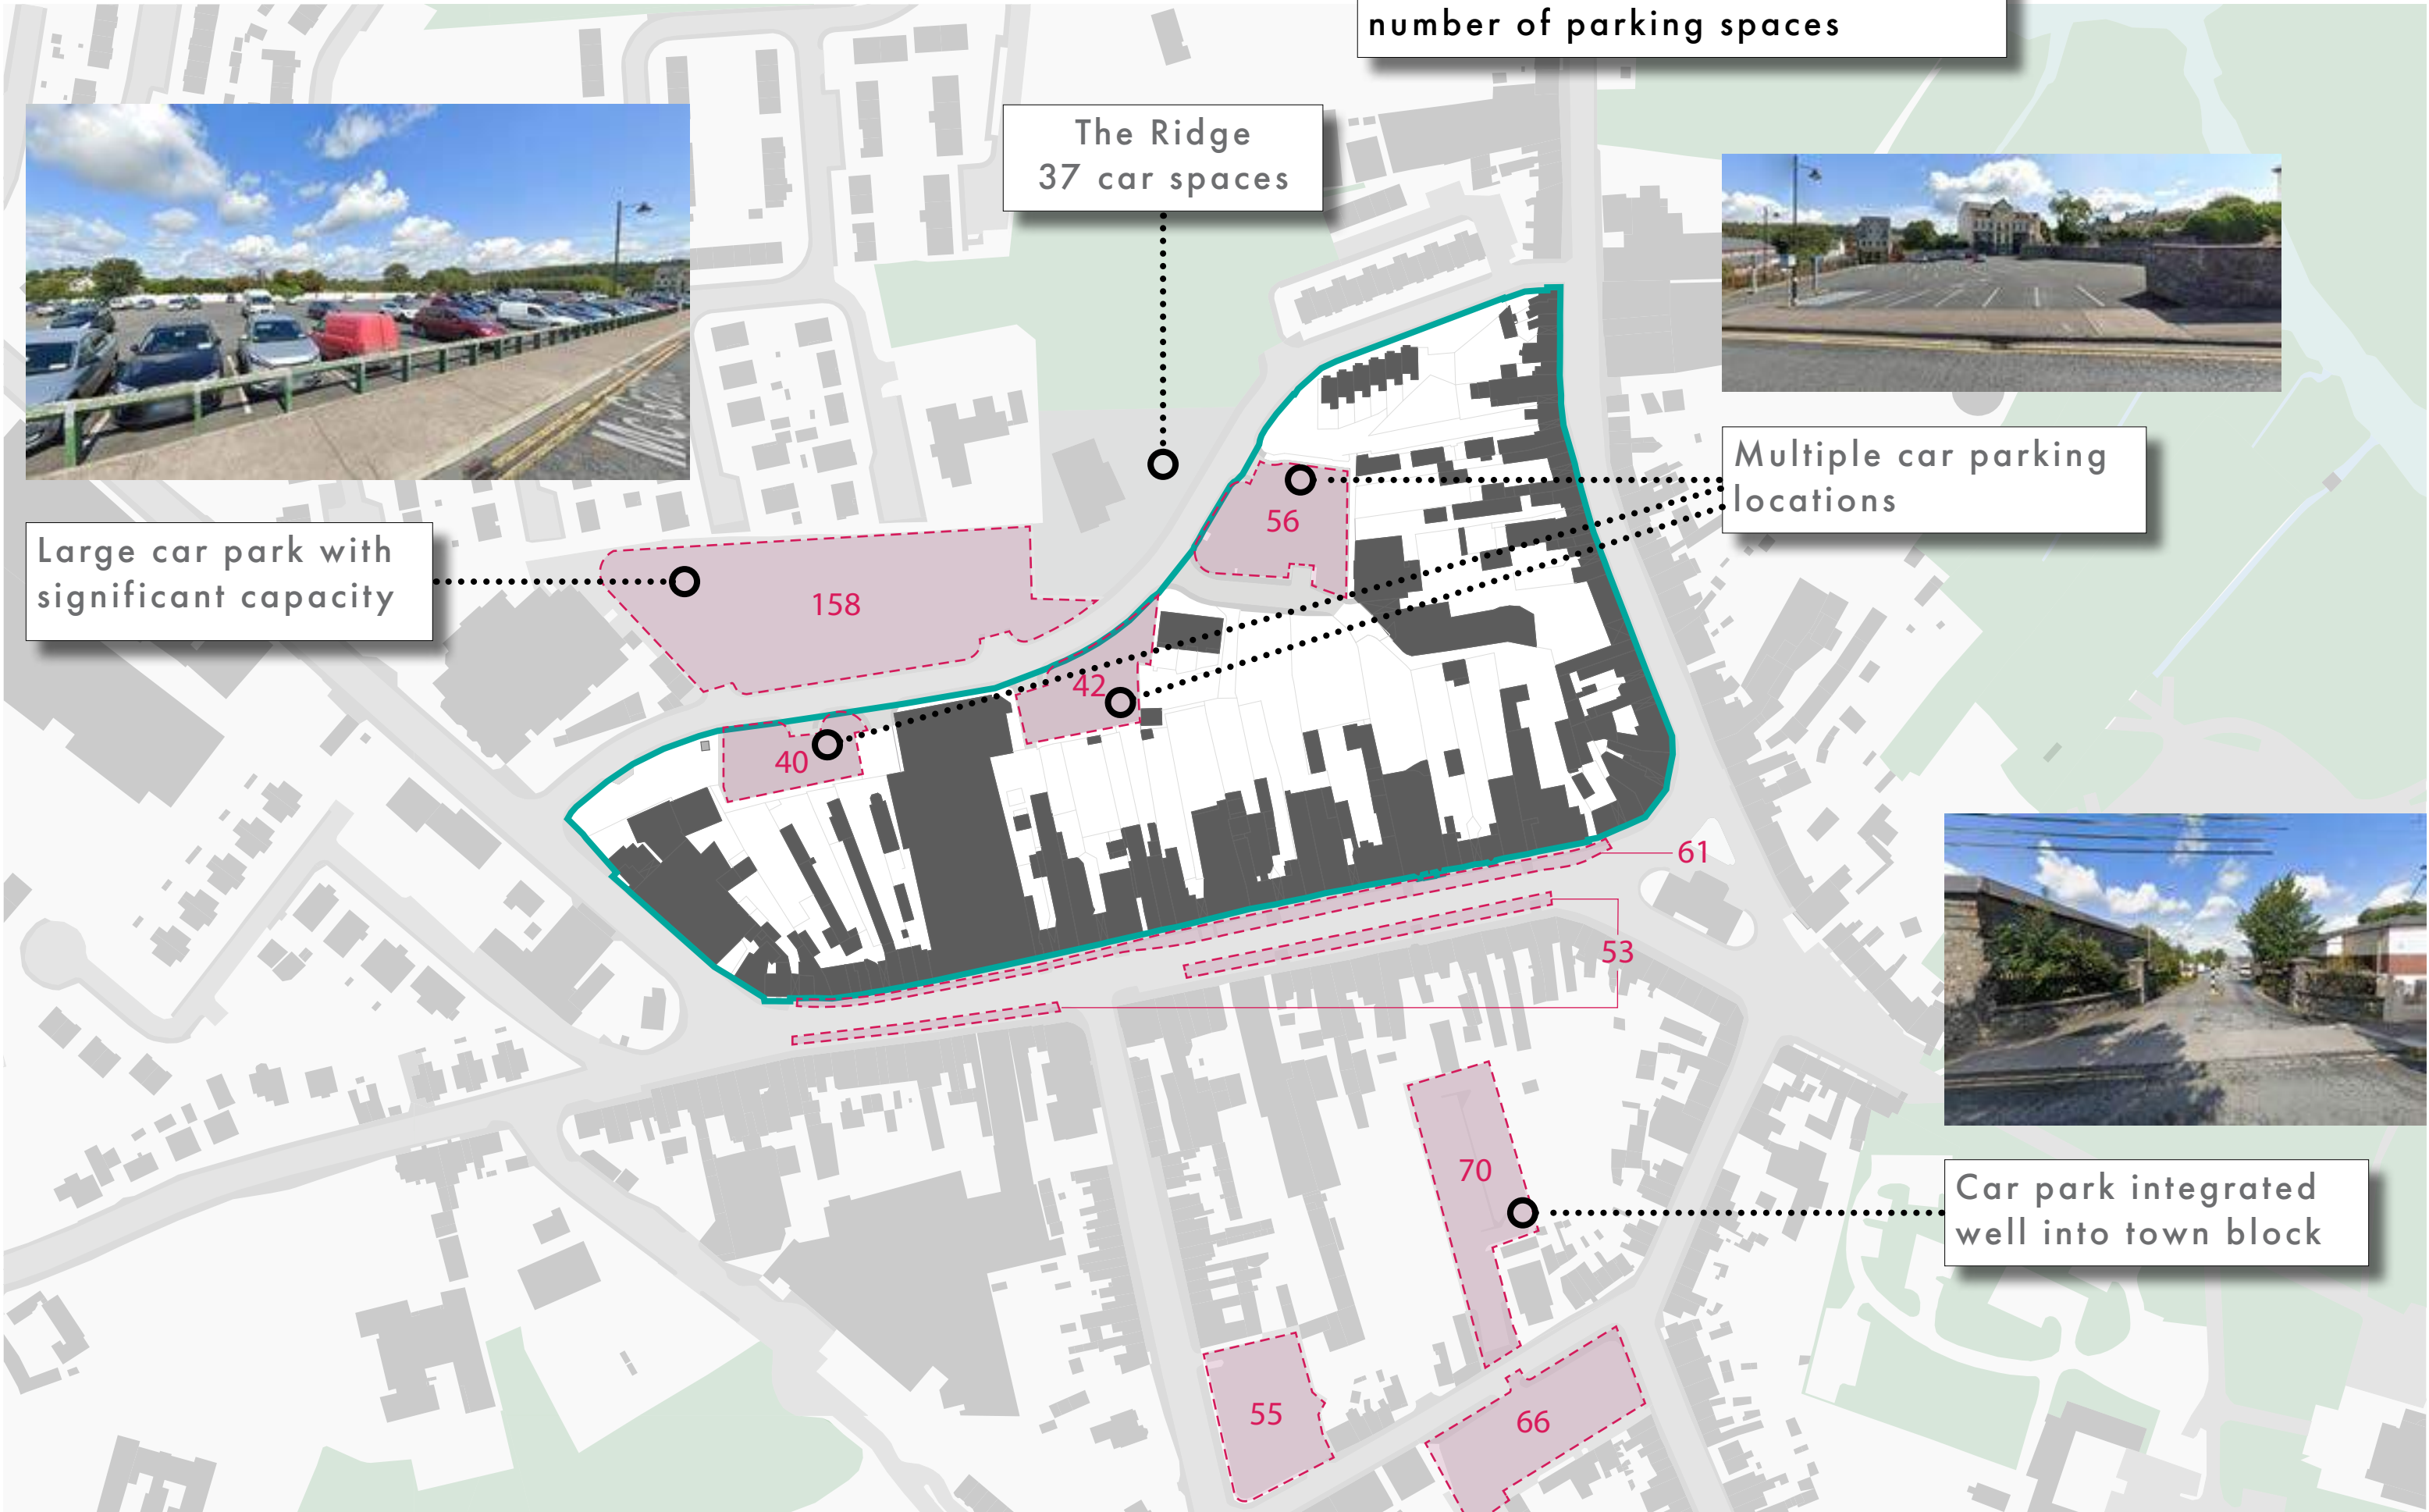 number of parking spaces
The Ridge
37 car spaces
Multiple car parking
locations
Large car park with
significant capacity
56
158
42
40
61
53
70
Car park integrated
well into town block
55
66